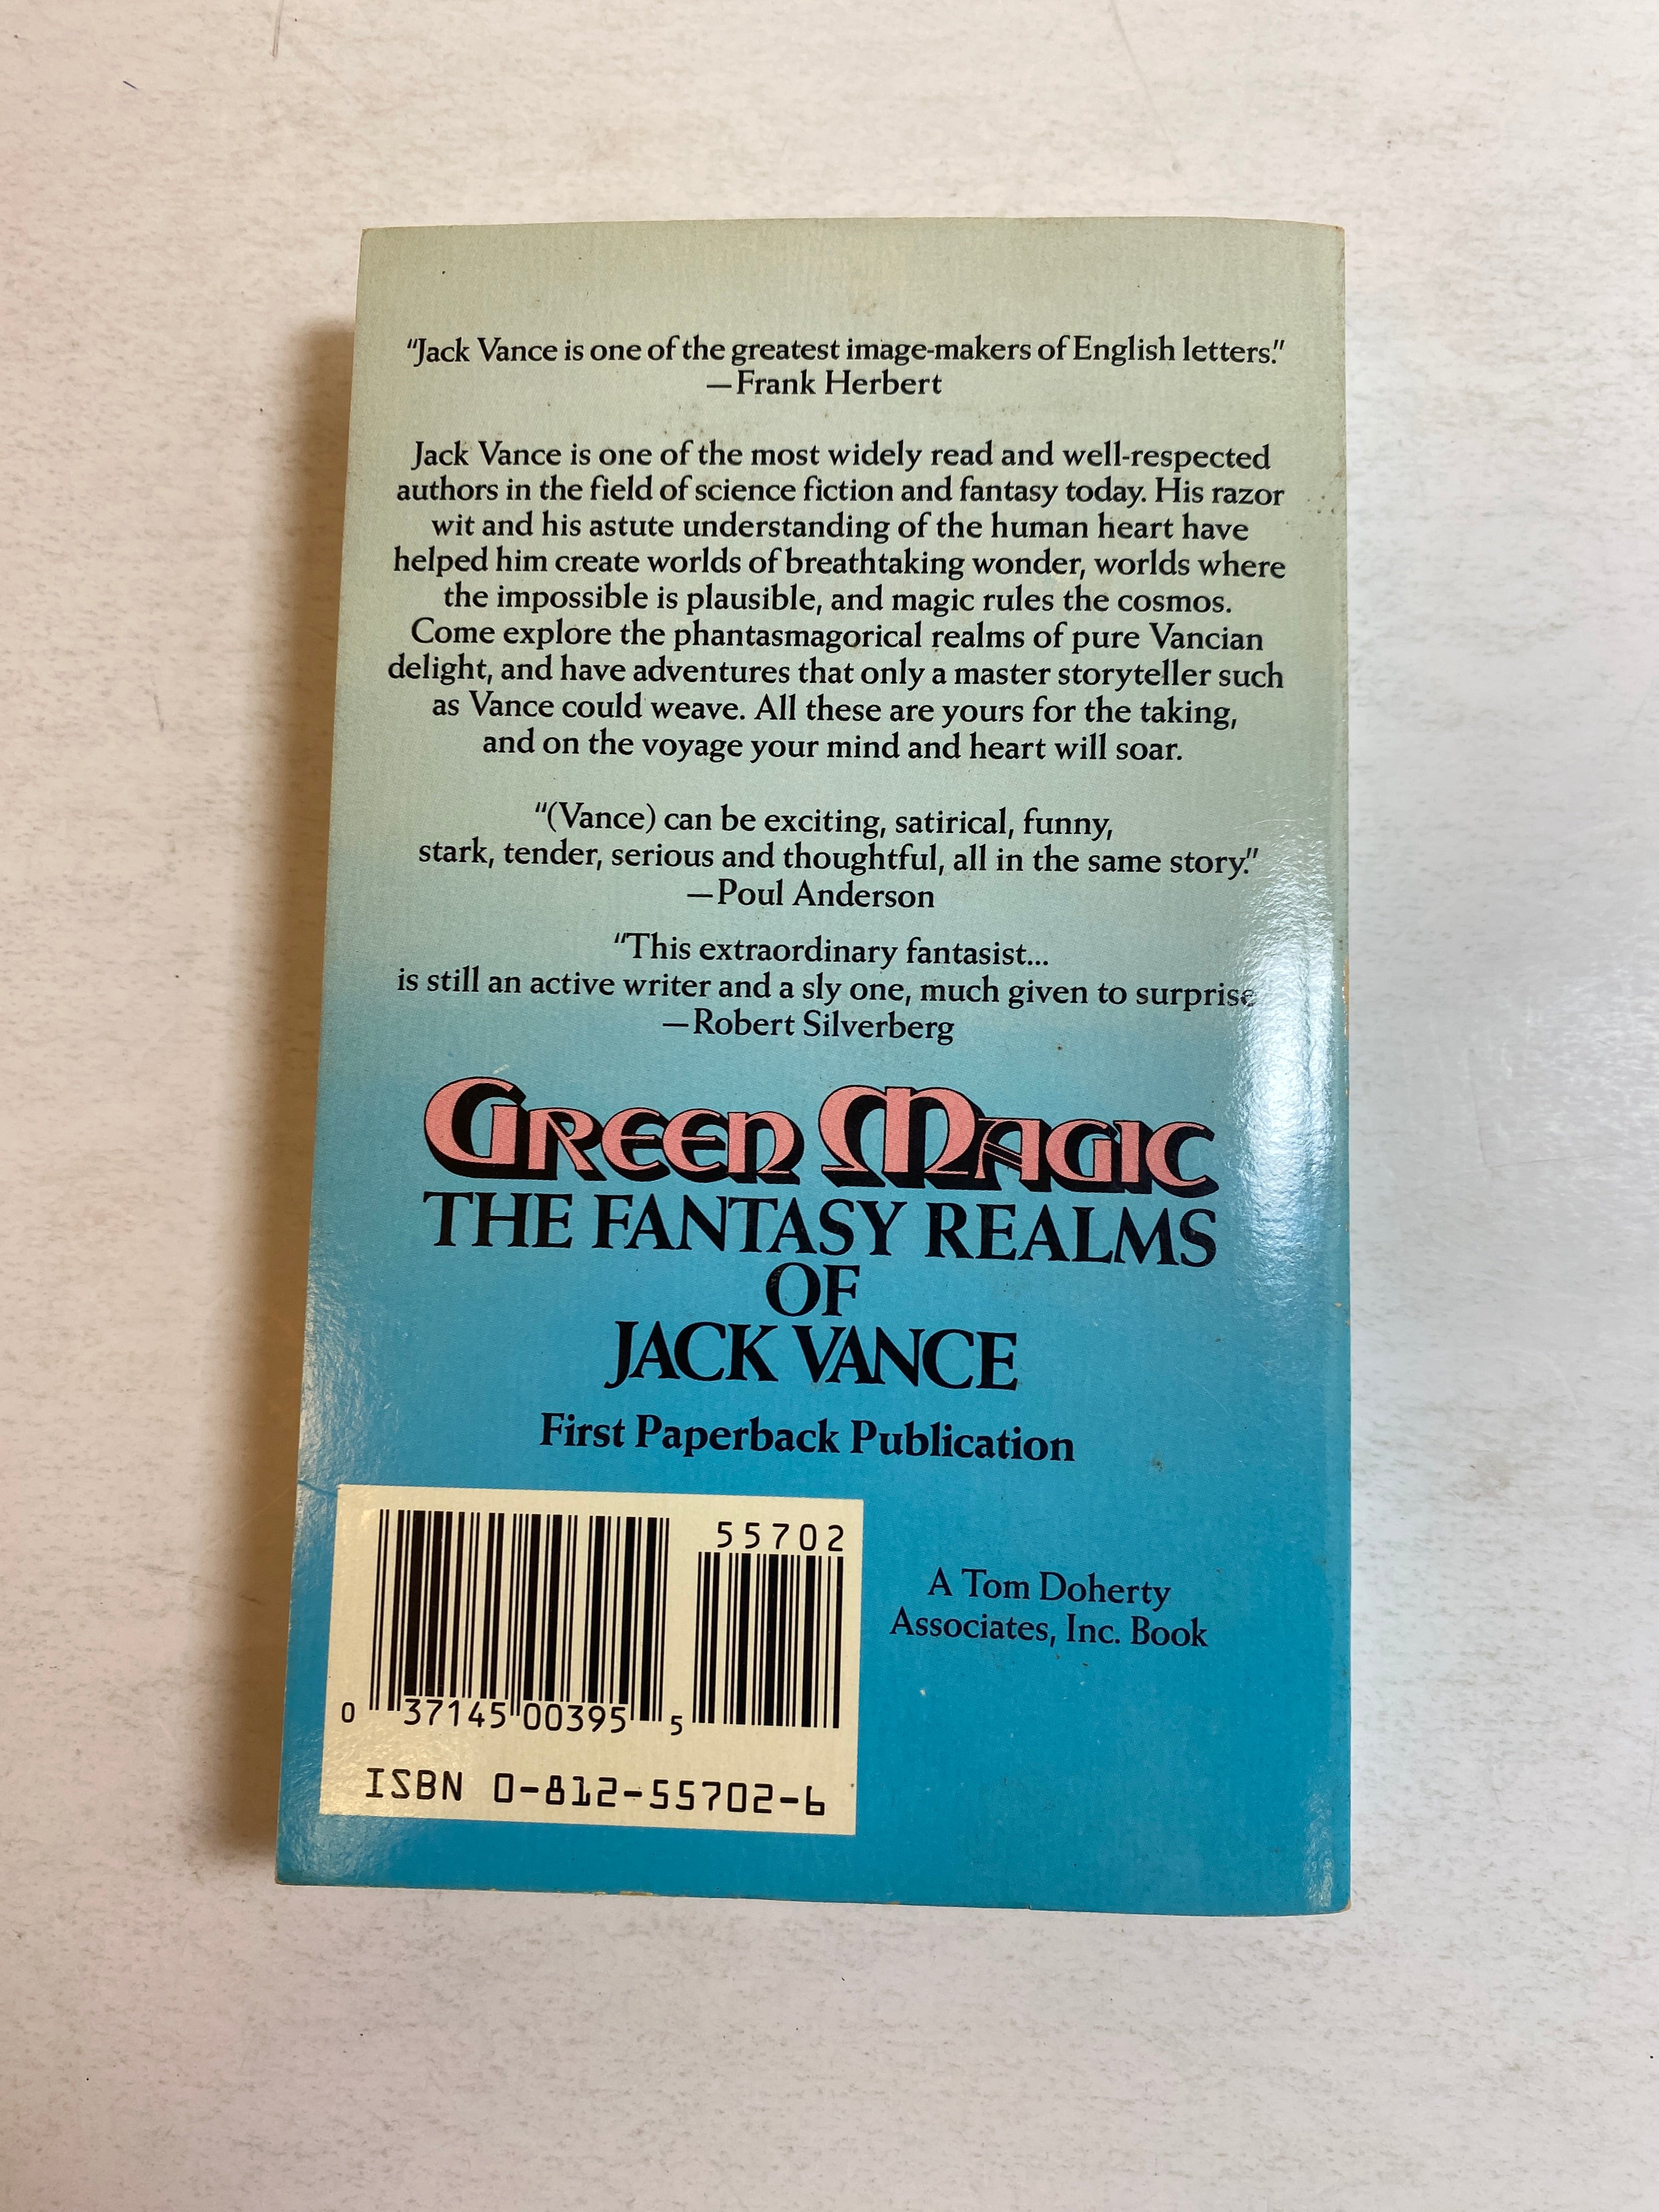 “Jack Vance is one of the greatest image-makers of English letters.”
—Frank Herbert
Jack Vance is one of the most widely read and well-respected
authors in the field of science fiction and fantasy today. His razor
wit and his astute understanding of the human heart have
helped him create worlds of breathtaking wonder, worlds where
the impossible is plausible, and magic rules the cosmos.
Come explore the phantasmagorical realms of pure Vancian
delight, and have adventures that only a master storyteller such
as Vance could weave. All these are yours for the taking,
and on the voyage your mind and heart will soar.
“(Vance) can be exciting, satirical, funny,
stark, tender, serious and thoughtful, all in the same story.”
—Poul Anderson
“This extraordinary fantasist...
is still an active writer and a sly one, much given to surprise
—Robert Silverberg
GREEN MAGIC
THE FANTASY REALMS
OF
JACK VANCE
First Paperback Publication
55702
0 37145 00395 5
ISBN 0-812-55702-6
A Tom Doherty
Associates, Inc. Book